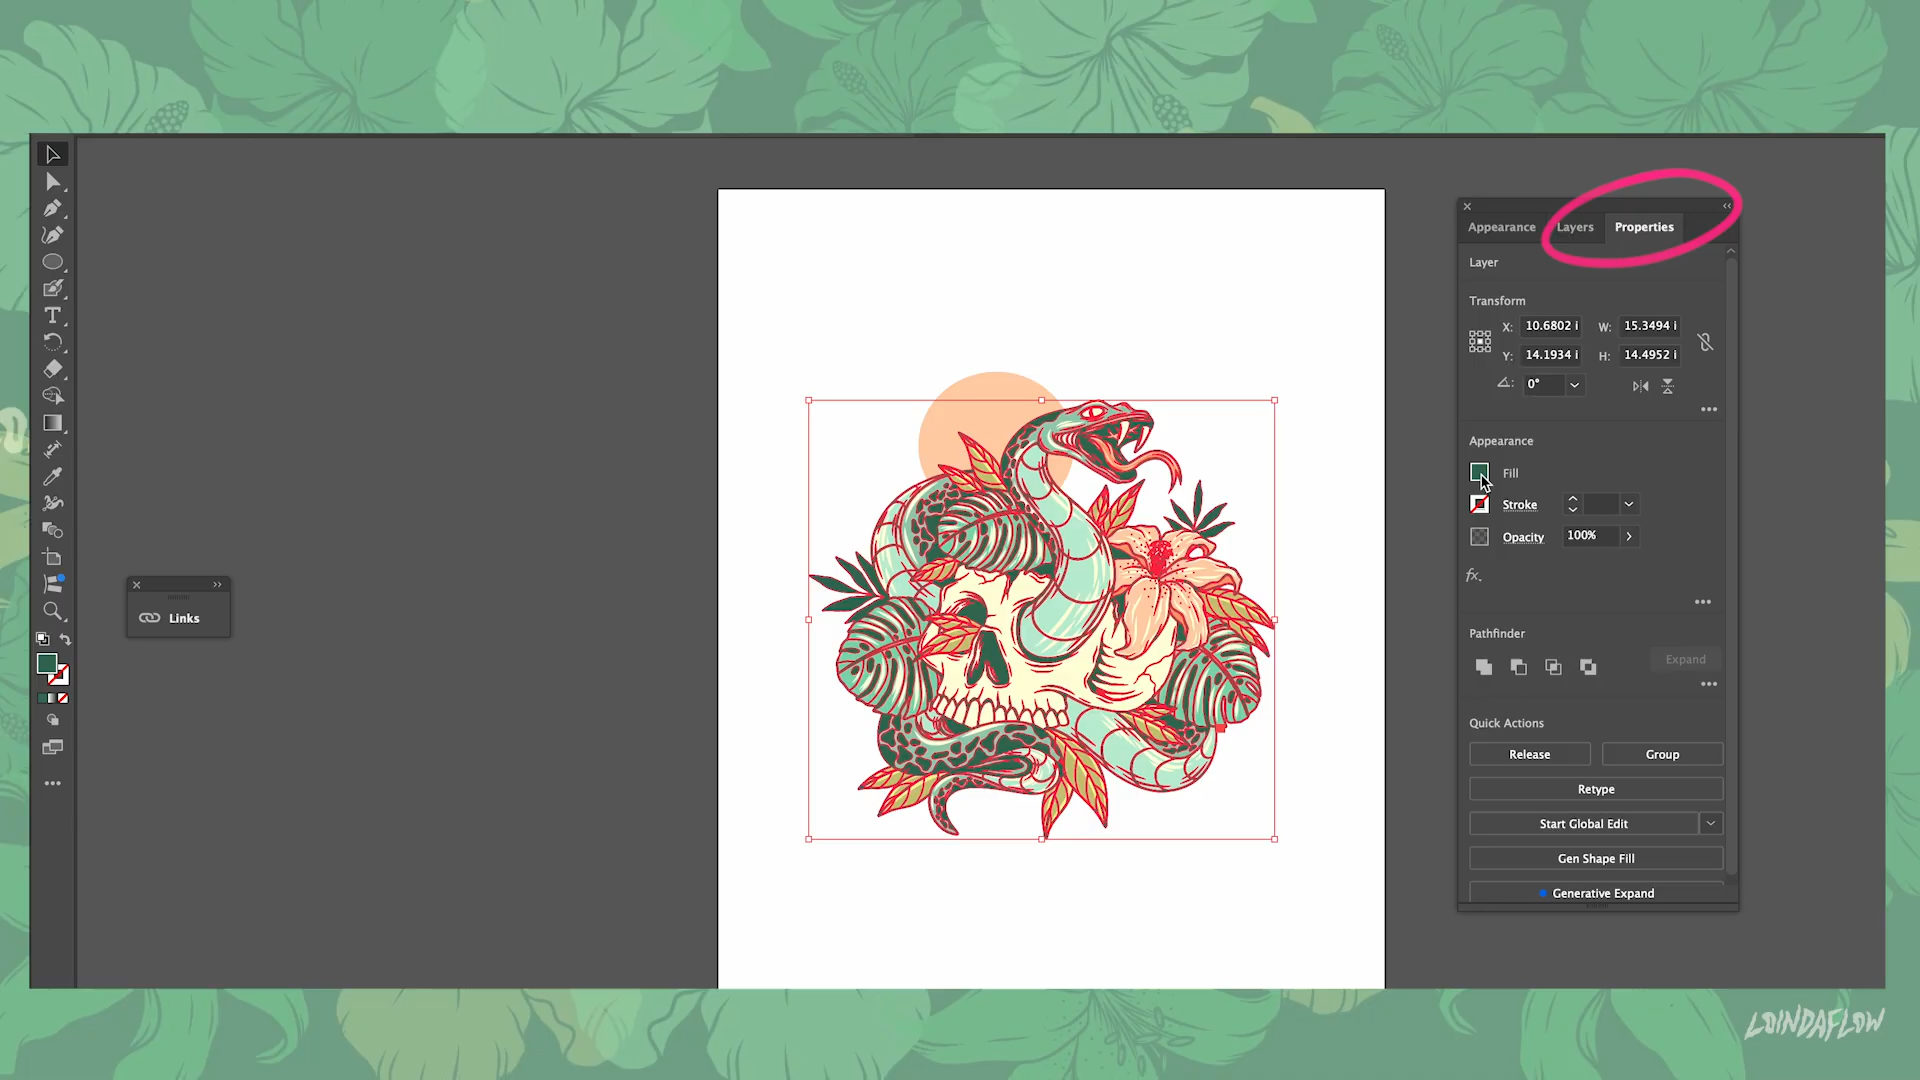 Appearance Layers Properties
Layer
Transform
X: 10.6802 i W: 15.3494 i
Y: 14.1934 i H: 14.4952 i
0°
Appearance
Fill
Stroke
Opacity 100%
fx.
Pathfinder
Expand
Quick Actions
Release Group
Retype
Start Global Edit
Gen Shape Fill
Generative Expand
Links
LOINDAFLOW